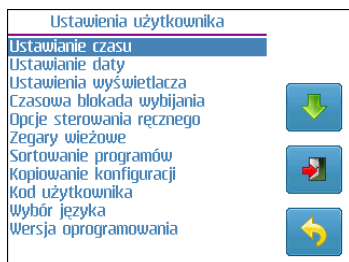 Ustawienia użytkownika
Ustawianie czasu
Ustawianie daty
Ustawienia wyświetlacza
Czasowa blokada wybijania
Opcje sterowania ręcznego
Zegary wieżowe
Sortowanie programów
Kopiowanie konfiguracji
Kod użytkownika
Wybór języka
Wersja oprogramowania